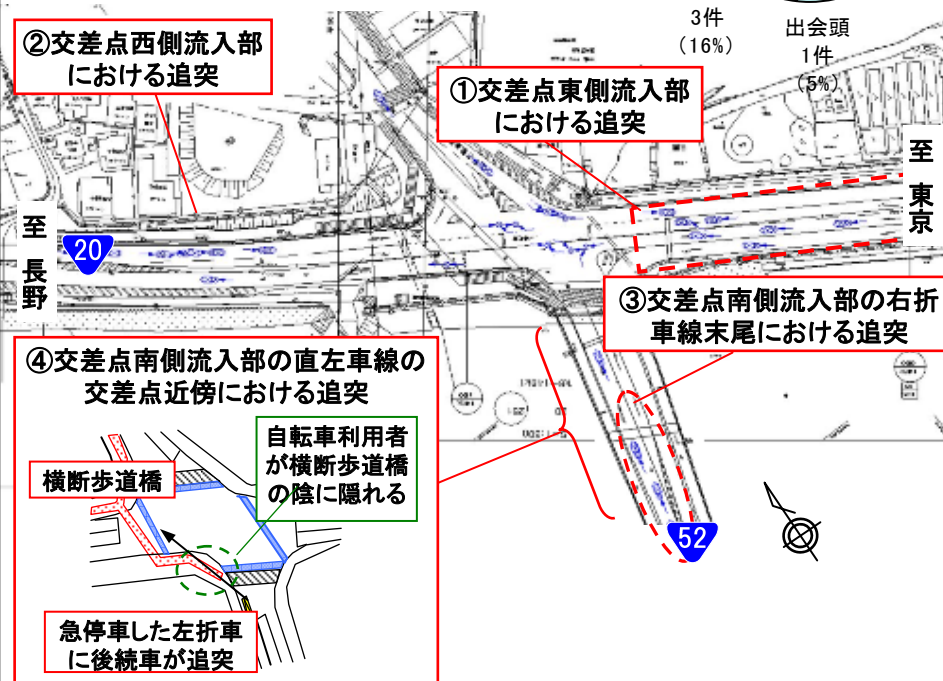 3件
(16%)
出会頭
1件
(5%)
②交差点西側流入部
における追突
①交差点東側流入部
における追突
至 東京
至 長野
20
③交差点南側流入部の右折
車線末尾における追突
④交差点南側流入部の直左車線の
交差点近傍における追突
自転車利用者
が横断歩道橋
の陰に隠れる
横断歩道橋
急停車した左折車
に後続車が追突
52